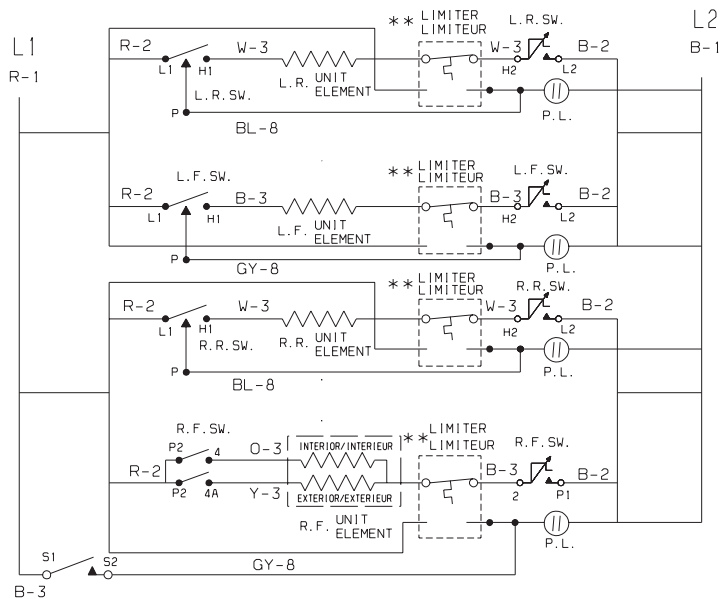 L1
R-1
L2
B-1
** LIMITER
LIMITEUR
L.R.SW.
R-2
W-3
W-3
B-2
L1
H1
H2
L2
L.R. UNIT
ELEMENT
L.R.SW.
P
BL-8
P.L.
** LIMITER
LIMITEUR
L.F.SW.
R-2
L.F.SW.
B-3
B-3
B-2
L1
H1
H2
L2
L.F. UNIT
ELEMENT
P
GY-8
P.L.
** LIMITER
LIMITEUR
R.R.SW.
R-2
W-3
W-3
B-2
L1
H1
H2
L2
R.R.SW.
R.R. UNIT
ELEMENT
P
BL-8
P.L.
** LIMITER
LIMITEUR
R.F.SW.
R.F.SW.
P2
4
O-3
INTERIOR/INTERIEUR
R-2
B-3
B-2
P2
4A
Y-3
EXTERIOR/EXTERIEUR
2
P1
R.F. UNIT
ELEMENT
P.L.
S1
S2
GY-8
B-3